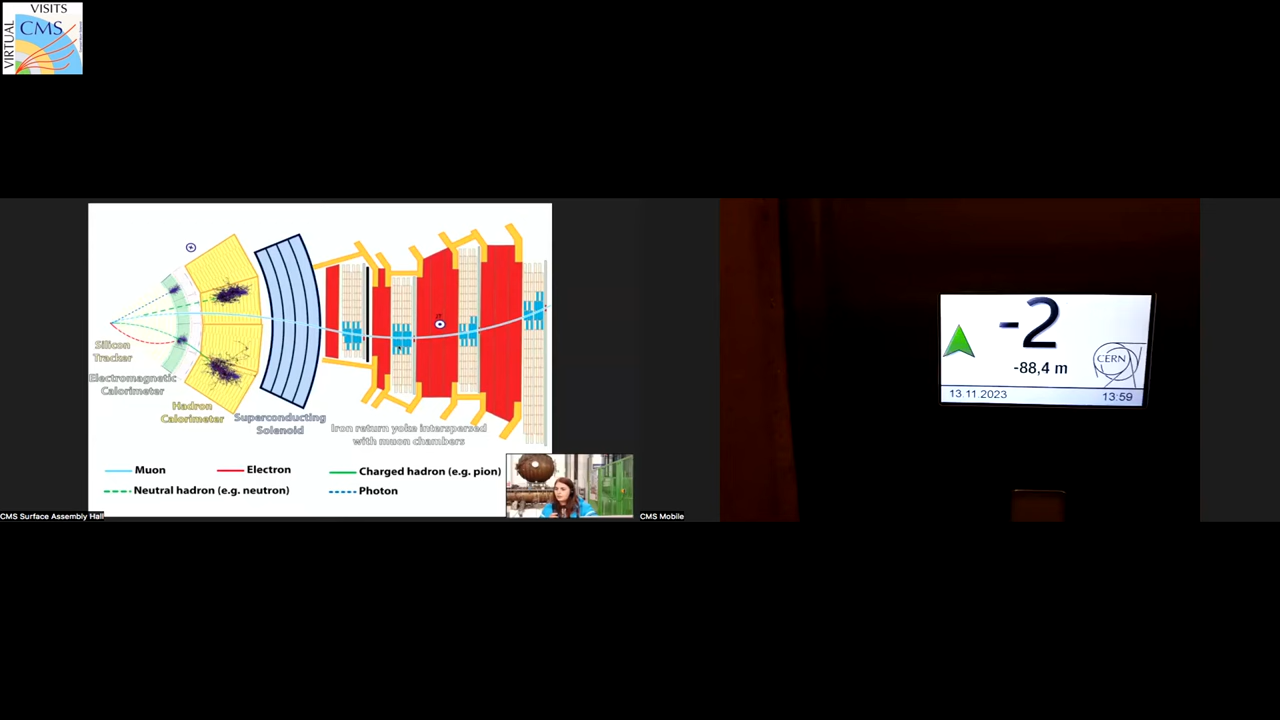 VISITS
CMS
VIRTUAL
Silicon
Tracker
Electromagnetic
Calorimeter
Hadron
Calorimeter
Superconducting
Solenoid
Iron return yoke interspersed
with muon chambers
2T
Muon
Electron
Charged hadron (e.g. pion)
Neutral hadron (e.g. neutron)
Photon
CMS Surface Assembly Hall
-2
-88,4 m
CERN
13.11.2023
13:59
CMS Mobile